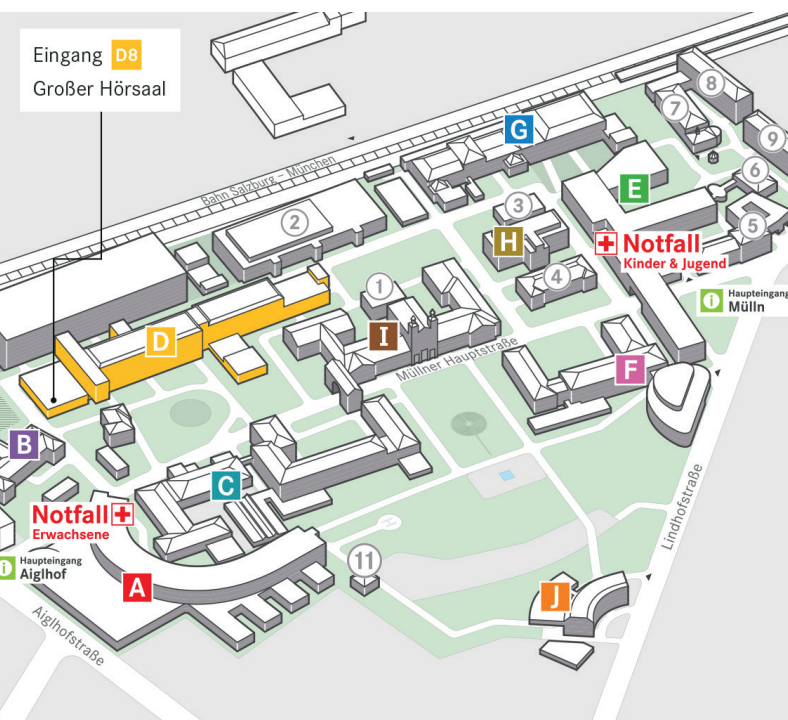 Eingang D8
Großer Hörsaal
Bahn Salzburg – München
G
8
7
9
6
E
5
2
3
H
4
Notfall
Kinder & Jugend
i Haupteingang
Mülln
1
I
D
Müllner Hauptstraße
F
B
C
Notfall
Erwachsene
i Haupteingang
Aiglhof
A
H
11
J
Lindhofstraße
Aiglhofstraße